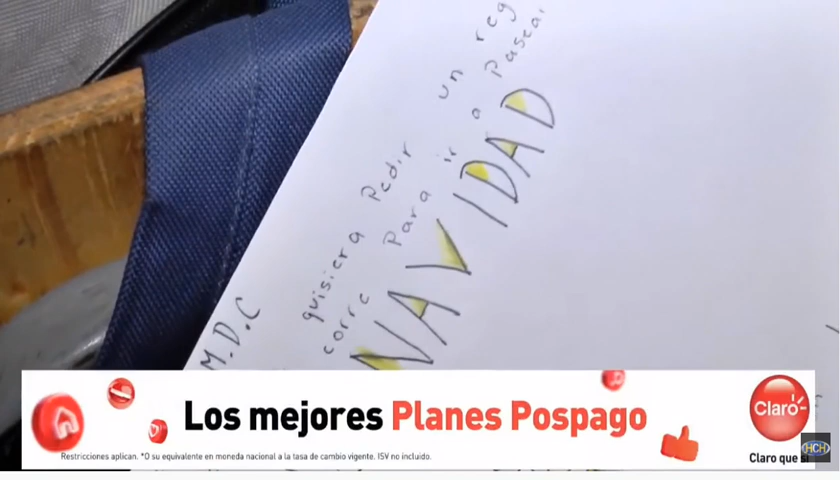 M.D.C
quisiera Pedir un reg
corre Para ir a Pasear
NAVIDAD
Los mejores Planes Pospago
Restricciones aplican. *O su equivalente en moneda nacional a la tasa de cambio vigente. ISV no incluido.
Claro
HCH
Claro que s